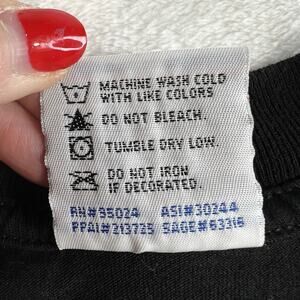 MACHINE WASH COLD
WITH LIKE COLORS
DO NOT BLEACH.
TUMBLE DRY LOW.
DO NOT IRON
IF DECORATED.
RN#35024 ASI#30244
PPAI#213725 SAGE#63316